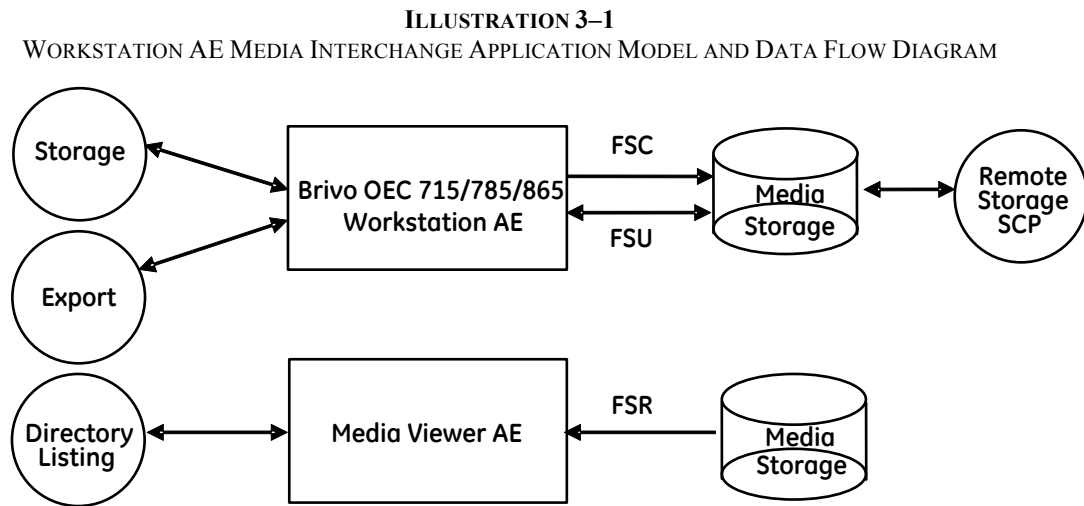 ILLUSTRATION 3–1
WORKSTATION AE MEDIA INTERCHANGE APPLICATION MODEL AND DATA FLOW DIAGRAM
Storage
Export
Brivo OEC 715/785/865
Workstation AE
FSC
FSU
Media
Storage
Remote
Storage
SCP
Directory
Listing
Media Viewer AE
FSR
Media
Storage